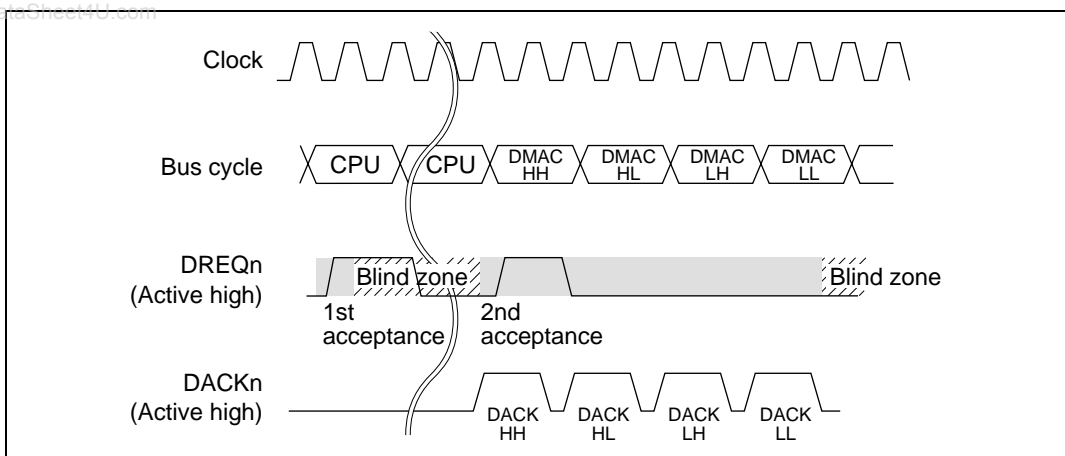 ataSheet4U.com
Clock
Bus cycle
CPU
CPU
DMAC
HH
DMAC
HL
DMAC
LH
DMAC
LL
DREQn
(Active high)
Blind zone
Blind zone
1st
acceptance
2nd
acceptance
DACKn
(Active high)
DACK
HH
DACK
HL
DACK
LH
DACK
LL